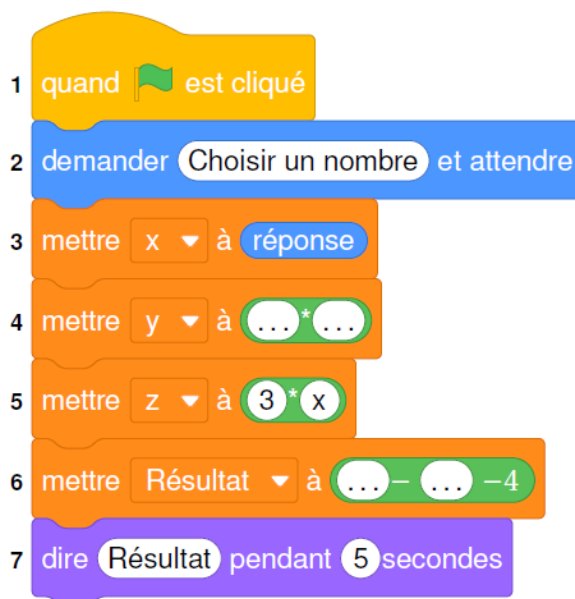 1 quand est cliqué
2 demander Choisir un nombre et attendre
3 mettre x à réponse
4 mettre y à ... * ...
5 mettre z à 3 * x
6 mettre Résultat à ... − ... −4
7 dire Résultat pendant 5 secondes